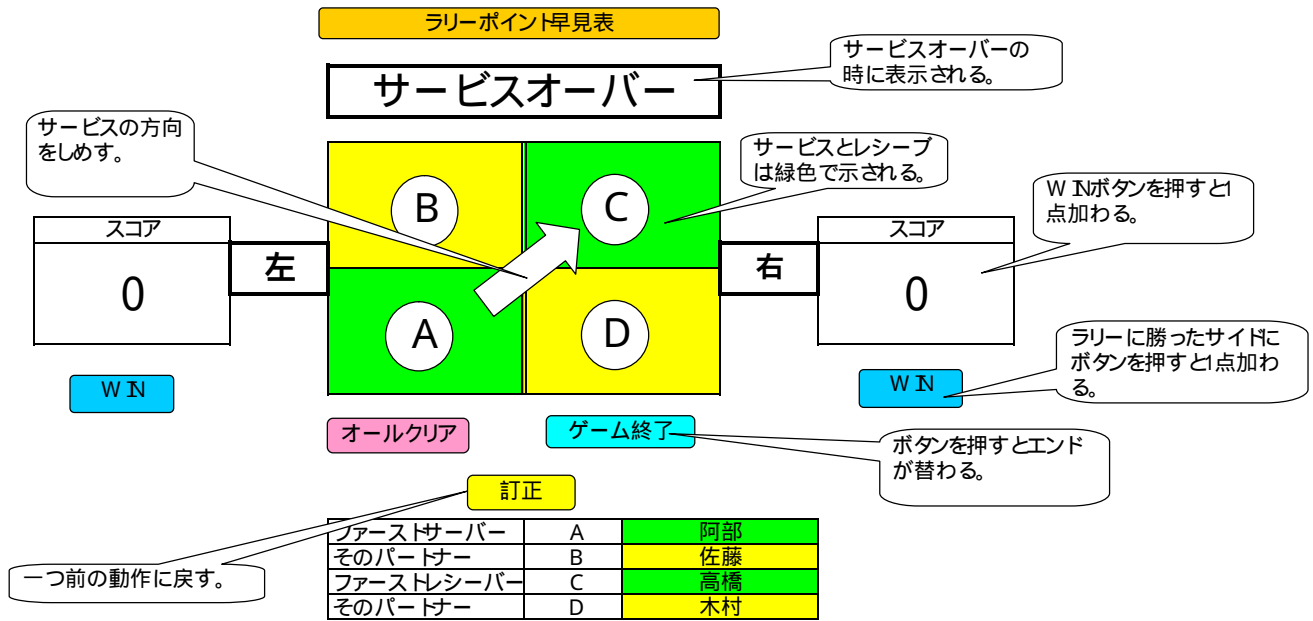 ラリーポイント早見表
サービスオーバーの
時に表示される。
サービスオーバー
サービスの方向
をしめす。
サービスとレシーブ
は緑色で示される。
WINボタンを押すと1
点加わる。
B
C
スコア
スコア
左
右
0
0
A
D
ラリーに勝ったサイドに
ボタンを押すと1点加わ
る。
WIN
WIN
オールクリア
ゲーム終了
ボタンを押すとエンド
が替わる。
訂正
ファーストサーバー A 阿部
そのパートナー B 佐藤
ファーストレシーバー C 高橋
そのパートナー D 木村
一つ前の動作に戻す。